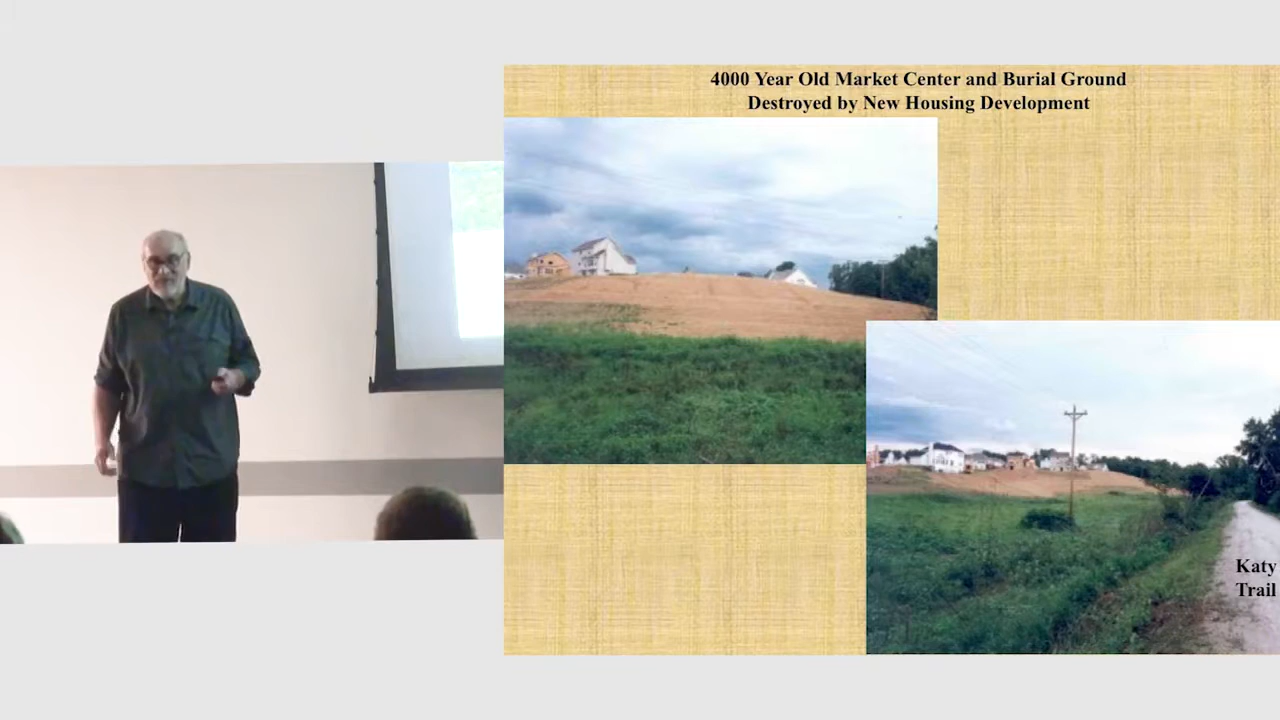 4000 Year Old Market Center and Burial Ground
Destroyed by New Housing Development
Katy
Trail